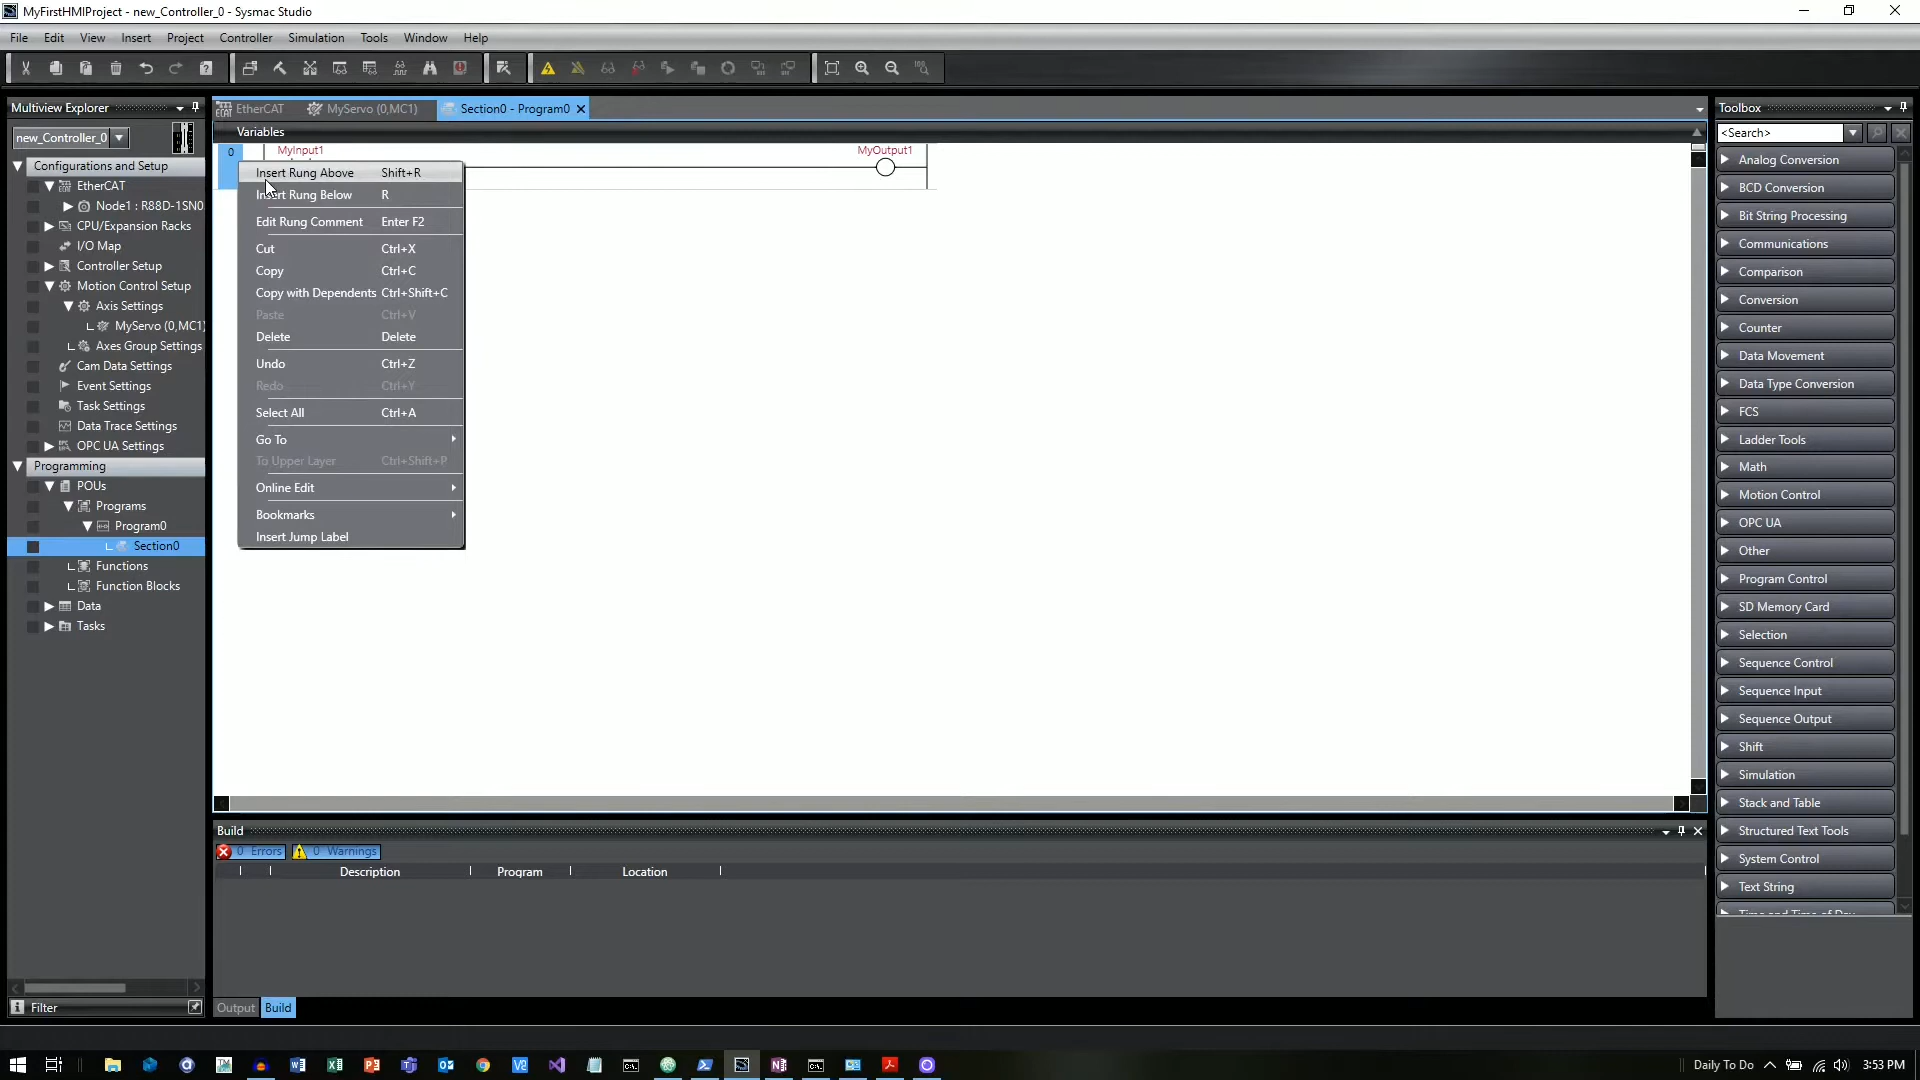 MyFirstHMIProject - new_Controller_0 - Sysmac Studio
File Edit View Insert Project Controller Simulation Tools Window Help
Multiview Explorer
new_Controller_0
Configurations and Setup
EtherCAT
Node1 : R88D-1SN0
CPU/Expansion Racks
I/O Map
Controller Setup
Motion Control Setup
Axis Settings
MyServo (0,MC1)
Axes Group Settings
Cam Data Settings
Event Settings
Task Settings
Data Trace Settings
OPC UA Settings
Programming
POUs
Programs
Program0
Section0
Functions
Function Blocks
Data
Tasks
Filter
EtherCAT MyServo (0,MC1) Section0 - Program0
Variables
0 MyInput1 MyOutput1
Insert Rung Above Shift+R
Insert Rung Below R
Edit Rung Comment Enter F2
Cut Ctrl+X
Copy Ctrl+C
Copy with Dependents Ctrl+Shift+C
Paste Ctrl+V
Delete Delete
Undo Ctrl+Z
Redo Ctrl+Y
Select All Ctrl+A
Go To
To Upper Layer Ctrl+Shift+P
Online Edit
Bookmarks
Insert Jump Label
Build
0 Errors 0 Warnings
Description Program Location
Output Build
Toolbox
<Search>
Analog Conversion
BCD Conversion
Bit String Processing
Communications
Comparison
Conversion
Counter
Data Movement
Data Type Conversion
FCS
Ladder Tools
Math
Motion Control
OPC UA
Other
Program Control
SD Memory Card
Selection
Sequence Control
Sequence Input
Sequence Output
Shift
Simulation
Stack and Table
Structured Text Tools
System Control
Text String
Time and Time of Day
Daily To Do 3:53 PM